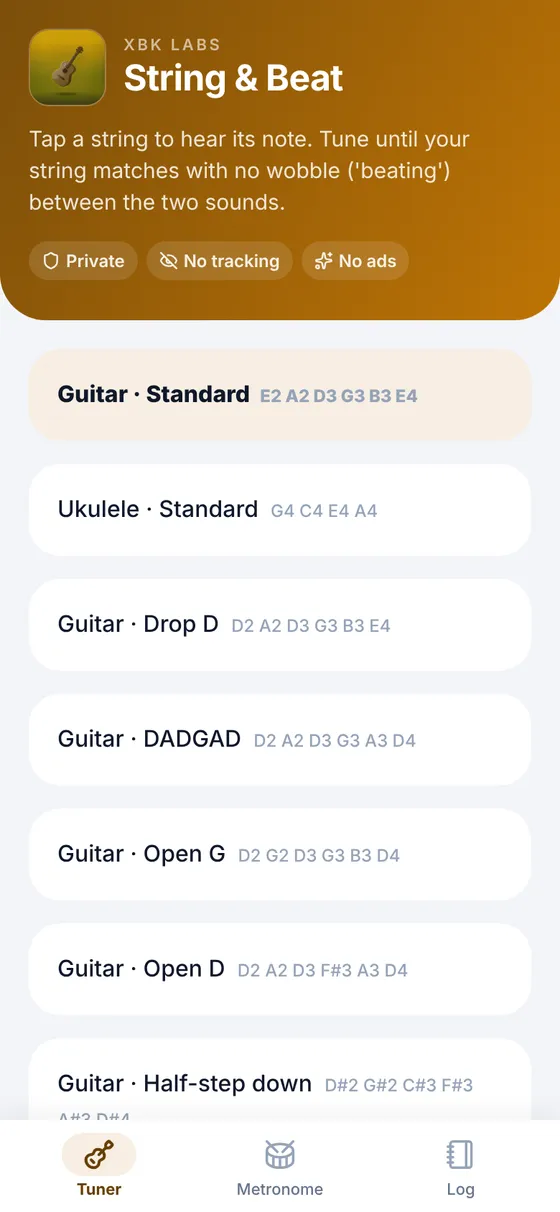 XBK LABS
String & Beat
Tap a string to hear its note. Tune until your
string matches with no wobble ('beating')
between the two sounds.
Private No tracking No ads
Guitar · Standard E2 A2 D3 G3 B3 E4
Ukulele · Standard G4 C4 E4 A4
Guitar · Drop D D2 A2 D3 G3 B3 E4
Guitar · DADGAD D2 A2 D3 G3 A3 D4
Guitar · Open G D2 G2 D3 G3 B3 D4
Guitar · Open D D2 A2 D3 F#3 A3 D4
Guitar · Half-step down D#2 G#2 C#3 F#3
A#3 D#4
Tuner Metronome Log